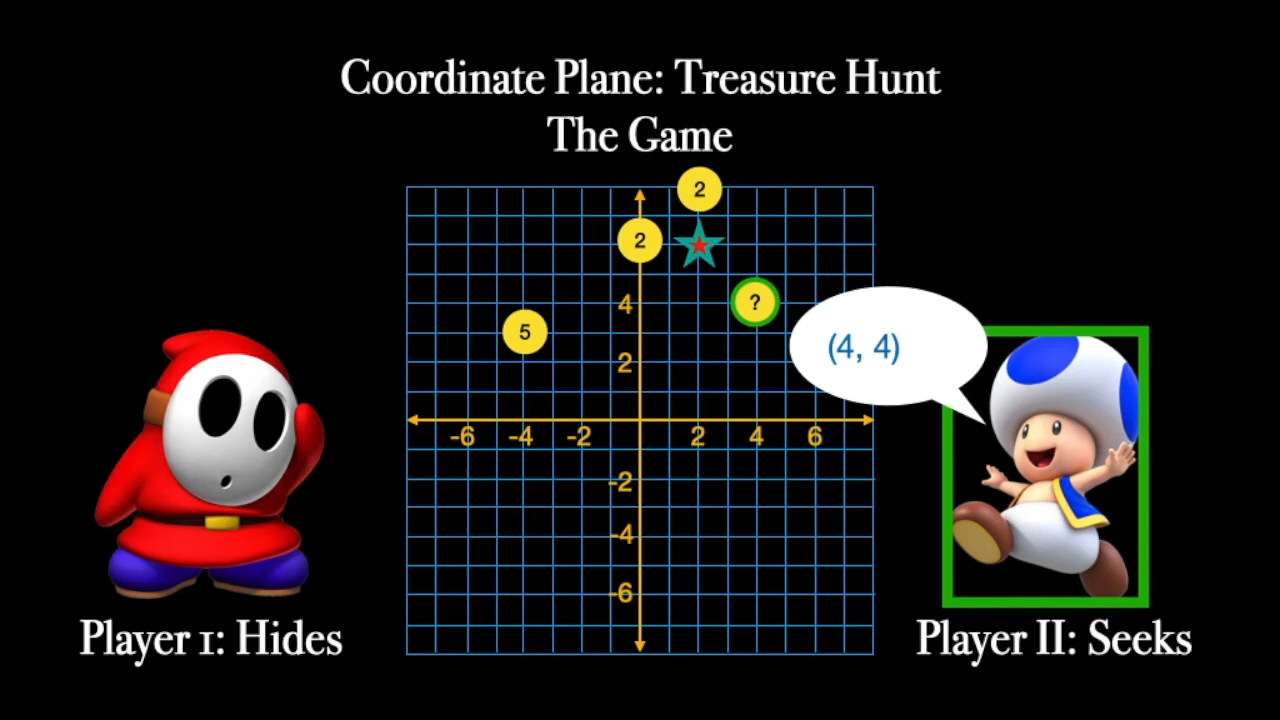 Coordinate Plane: Treasure Hunt
The Game
2
2
?
5
4
2
-6 -4 -2 2 4 6
-2
-4
-6
(4, 4)
Player 1: Hides
Player II: Seeks